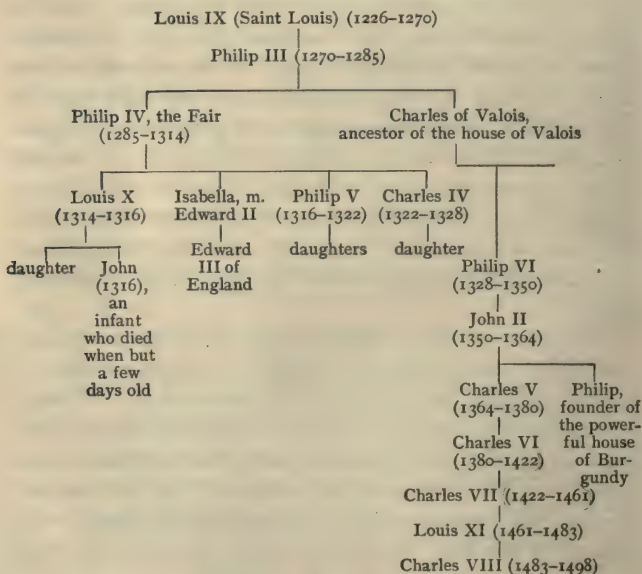 Louis IX (Saint Louis) (1226–1270)
Philip III (1270–1285)
Philip IV, the Fair
(1285–1314)
Charles of Valois,
ancestor of the house of Valois
Louis X
(1314–1316)
Isabella, m.
Edward II
Philip V
(1316–1322)
Charles IV
(1322–1328)
daughter
John
(1316),
an
infant
who died
when but
a few
days old
Edward
III of
England
daughters
daughter
Philip VI
(1328–1350)
John II
(1350–1364)
Charles V
(1364–1380)
Philip,
founder of
the power-
ful house
of Bur-
gundy
Charles VI
(1380–1422)
Charles VII (1422–1461)
Louis XI (1461–1483)
Charles VIII (1483–1498)